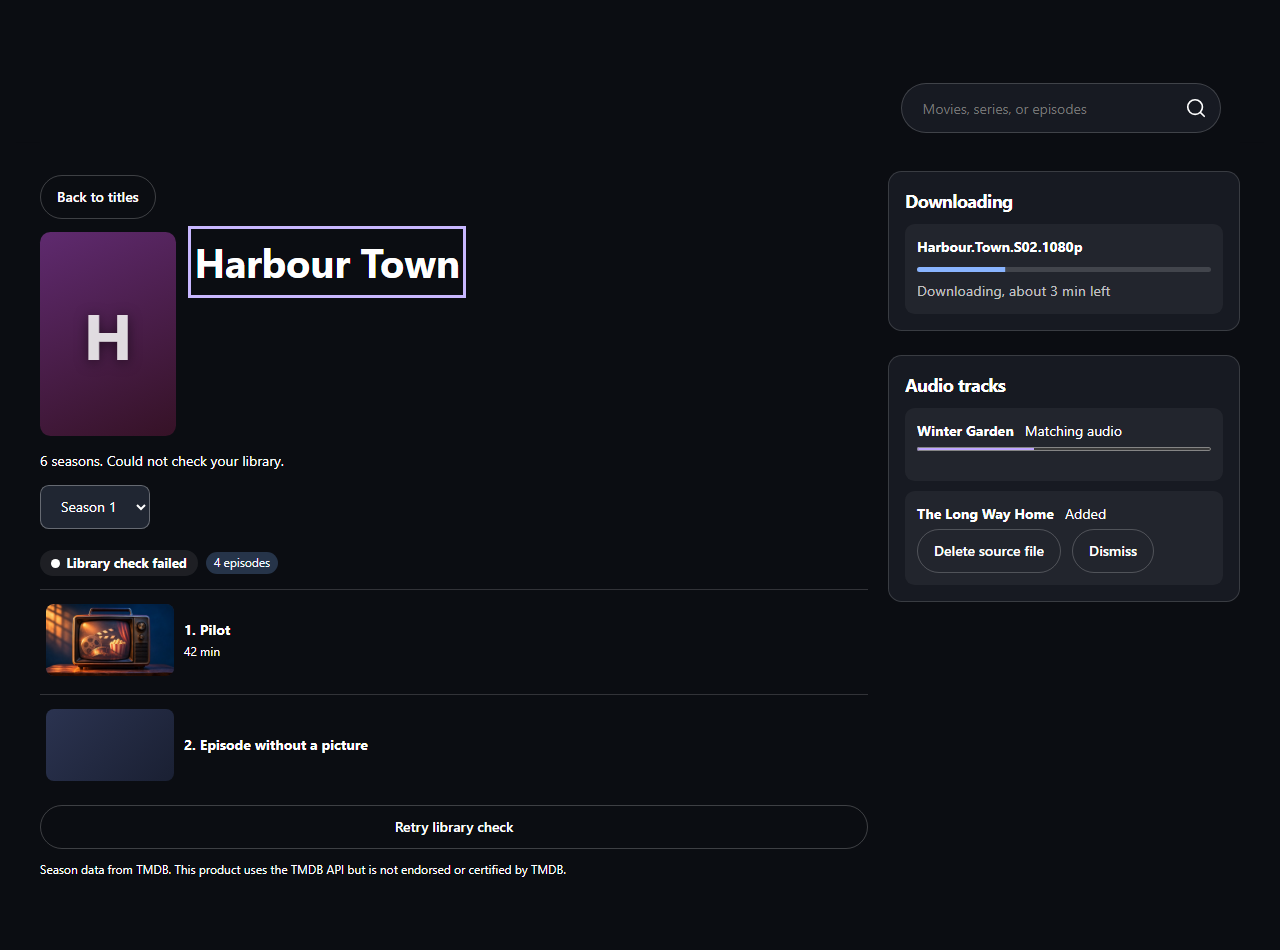 Movies, series, or episodes
Back to titles
H
Harbour Town
6 seasons. Could not check your library.
Season 1
Library check failed
4 episodes
1. Pilot
42 min
2. Episode without a picture
Retry library check
Season data from TMDB. This product uses the TMDB API but is not endorsed or certified by TMDB.
Downloading
Harbour.Town.S02.1080p
Downloading, about 3 min left
Audio tracks
Winter Garden Matching audio
The Long Way Home Added
Delete source file
Dismiss